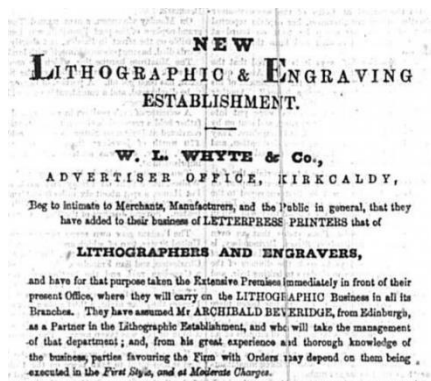 NEW
LITHOGRAPHIC & ENGRAVING
ESTABLISHMENT.
W. L. WHYTE & Co.,
ADVERTISER OFFICE, KIRKCALDY,
Beg to intimate to Merchants, Manufacturers, and the Public in general, that they
have added to their business of LETTERPRESS PRINTERS that of
LITHOGRAPHERS AND ENGRAVERS,
and have for that purpose taken the Extensive Premises immediately in front of their
present Office, where they will carry on the LITHOGRAPHIC Business in all its
Branches. They have assumed Mr ARCHIBALD BEVERIDGE, from Edinburgh,
as a Partner in the Lithographic Establishment, and who will take the management
of that department; and, from his great experience and thorough knowledge of
the business, parties favouring the Firm with Orders may depend on them being
executed in the First Style, and at Moderate Charges.